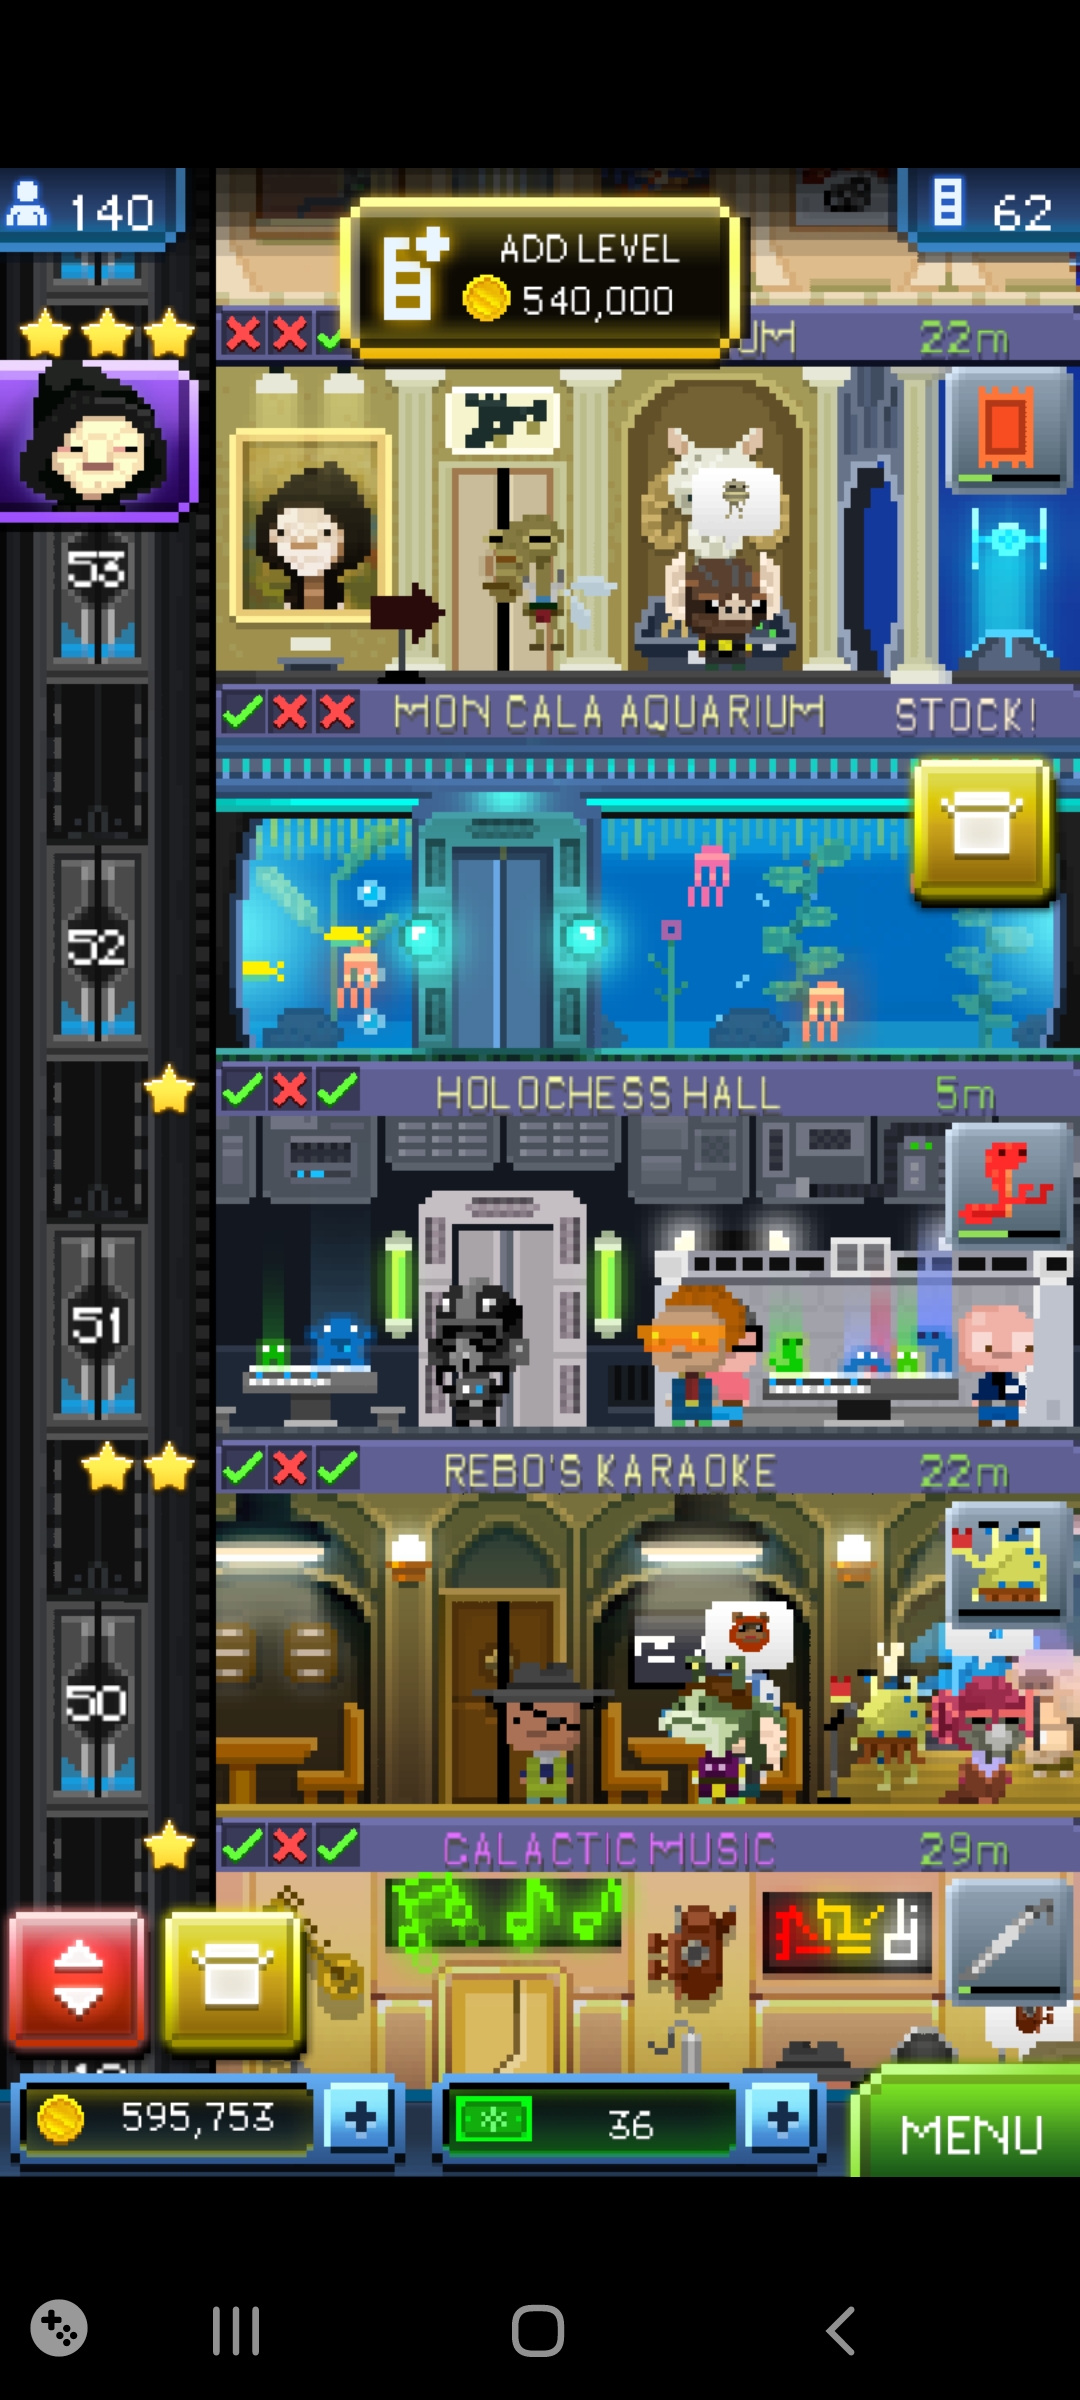 140
ADD LEVEL
540,000
62
UM
22m
53
MON CALA AQUARIUM
STOCK!
52
HOLOCHESS HALL
5m
51
REBO'S KARAOKE
22m
50
GALACTIC MUSIC
29m
595,753
36
MENU